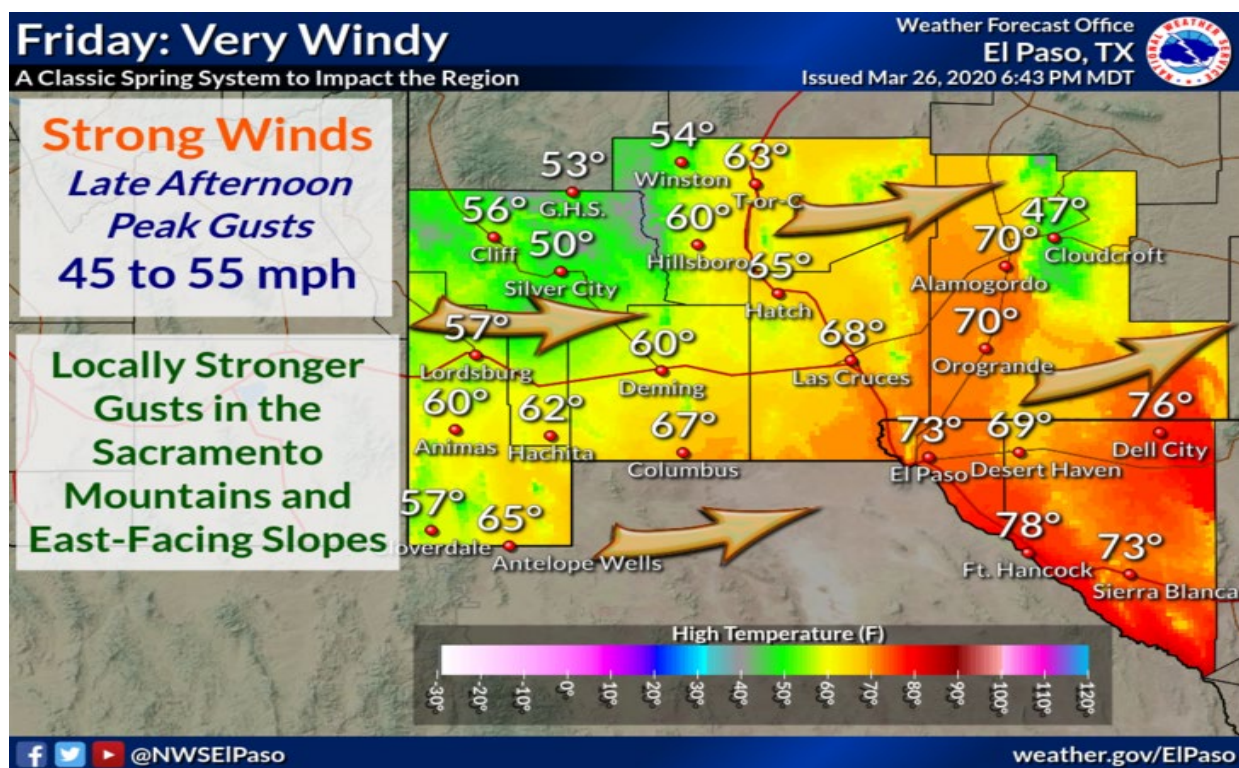 Friday: Very Windy
A Classic Spring System to Impact the Region
Weather Forecast Office
El Paso, TX
Issued Mar 26, 2020 6:43 PM MDT
NATIONAL WEATHER SERVICE
Strong Winds
Late Afternoon
Peak Gusts
45 to 55 mph
Locally Stronger
Gusts in the
Sacramento
Mountains and
East-Facing Slopes
54°
Winston
53°
G.H.S.
63°
T-or-C
56°
Cliff
50°
Silver City
60°
Hillsboro
47°
Cloudcroft
70°
Alamogordo
65°
Hatch
57°
Lordsburg
60°
Deming
68°
Las Cruces
70°
Orogrande
60°
Animas
62°
Hachita
67°
Columbus
73°
El Paso
69°
Desert Haven
76°
Dell City
57°
loverdale
65°
Antelope Wells
78°
Ft. Hancock
73°
Sierra Blanca
High Temperature (F)
-30° -20° -10° 0° 10° 20° 30° 40° 50° 60° 70° 80° 90° 100° 110° 120°
@NWSElPaso
weather.gov/ElPaso